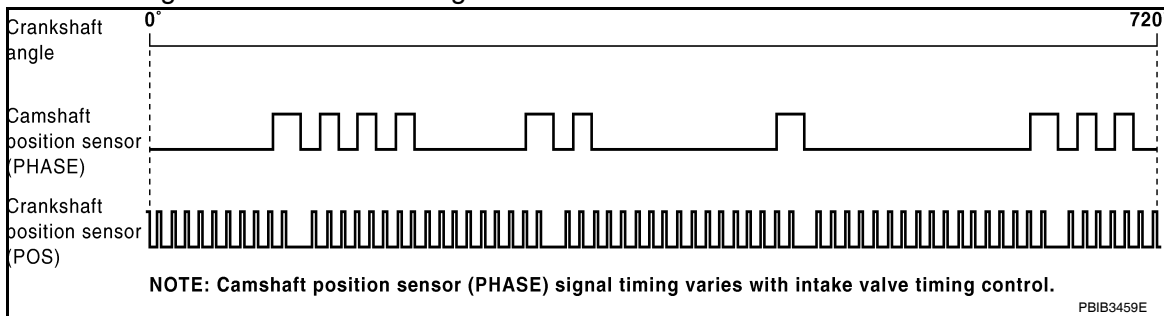 0°
720
Crankshaft
angle
Camshaft
position sensor
(PHASE)
Crankshaft
position sensor
(POS)
NOTE: Camshaft position sensor (PHASE) signal timing varies with intake valve timing control.
PBIB3459E